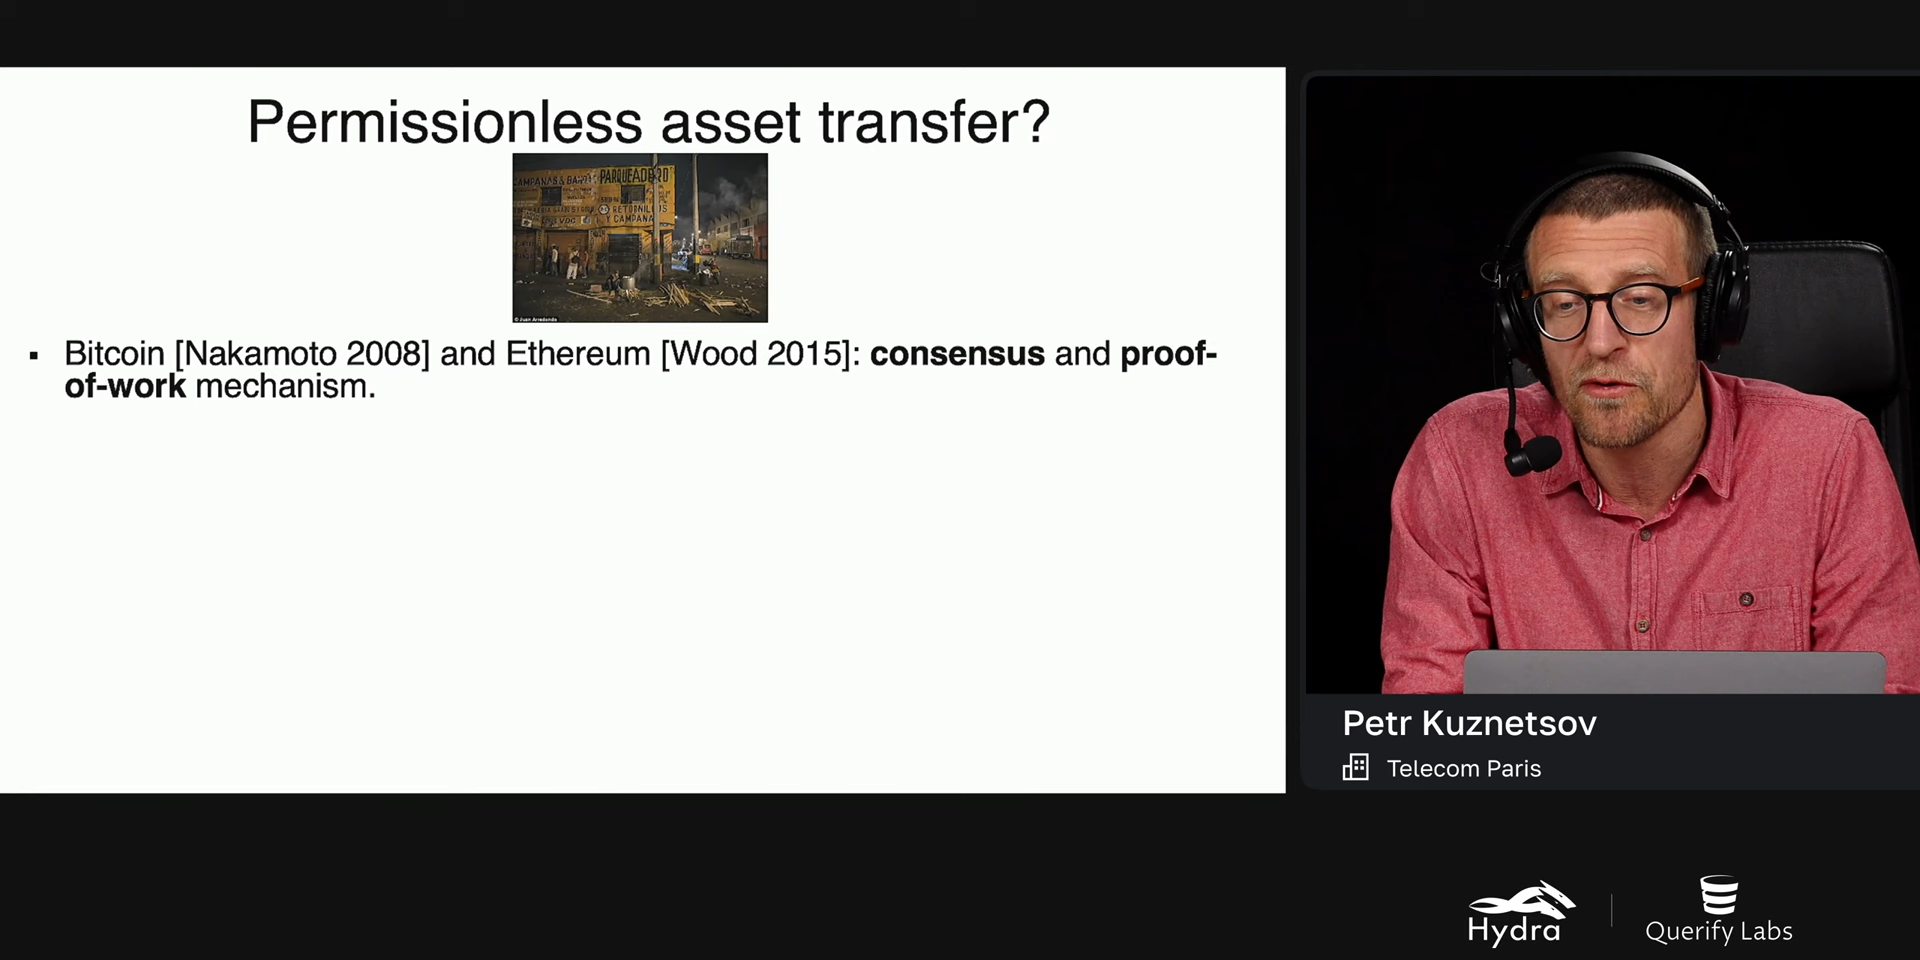 Permissionless asset transfer?
CAMPANAS & BA
PARQUEADERO
RETORNILLOS
Y CAMPANA
© Juan Arredondo
▪ Bitcoin [Nakamoto 2008] and Ethereum [Wood 2015]: consensus and proof-
of-work mechanism.
Petr Kuznetsov
Telecom Paris
Hydra
Querify Labs